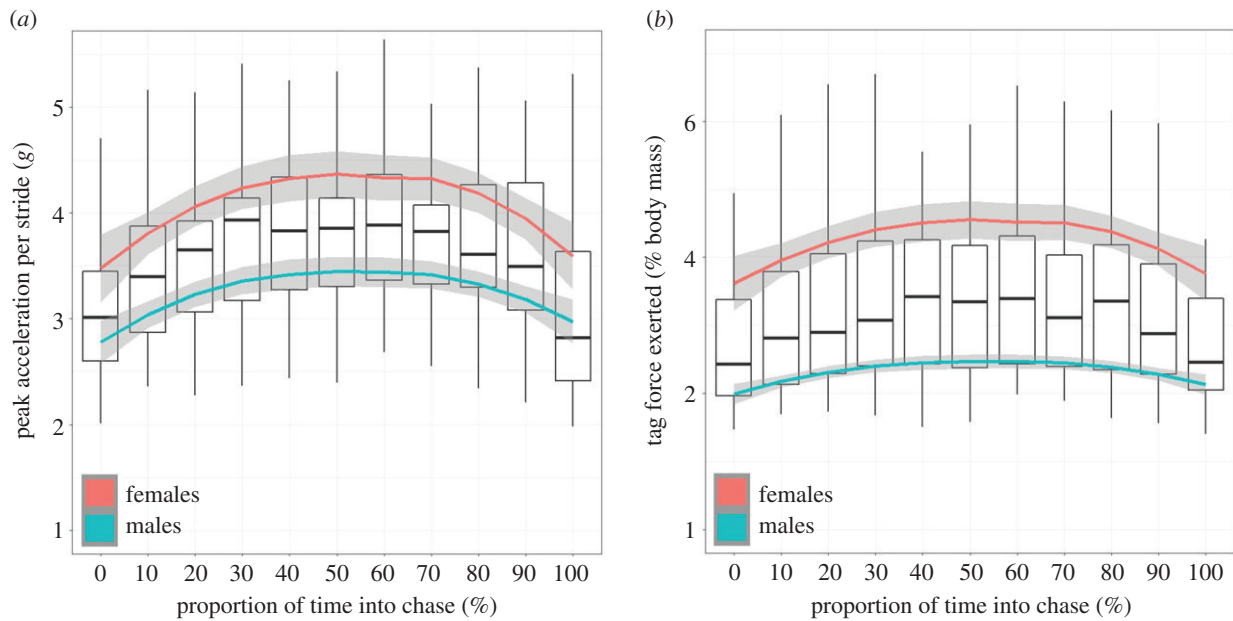 (a)
peak acceleration per stride (g)
5
4
3
2
1
females
males
0 10 20 30 40 50 60 70 80 90 100
proportion of time into chase (%)
(b)
tag force exerted (% body mass)
6
4
2
1
females
males
0 10 20 30 40 50 60 70 80 90 100
proportion of time into chase (%)